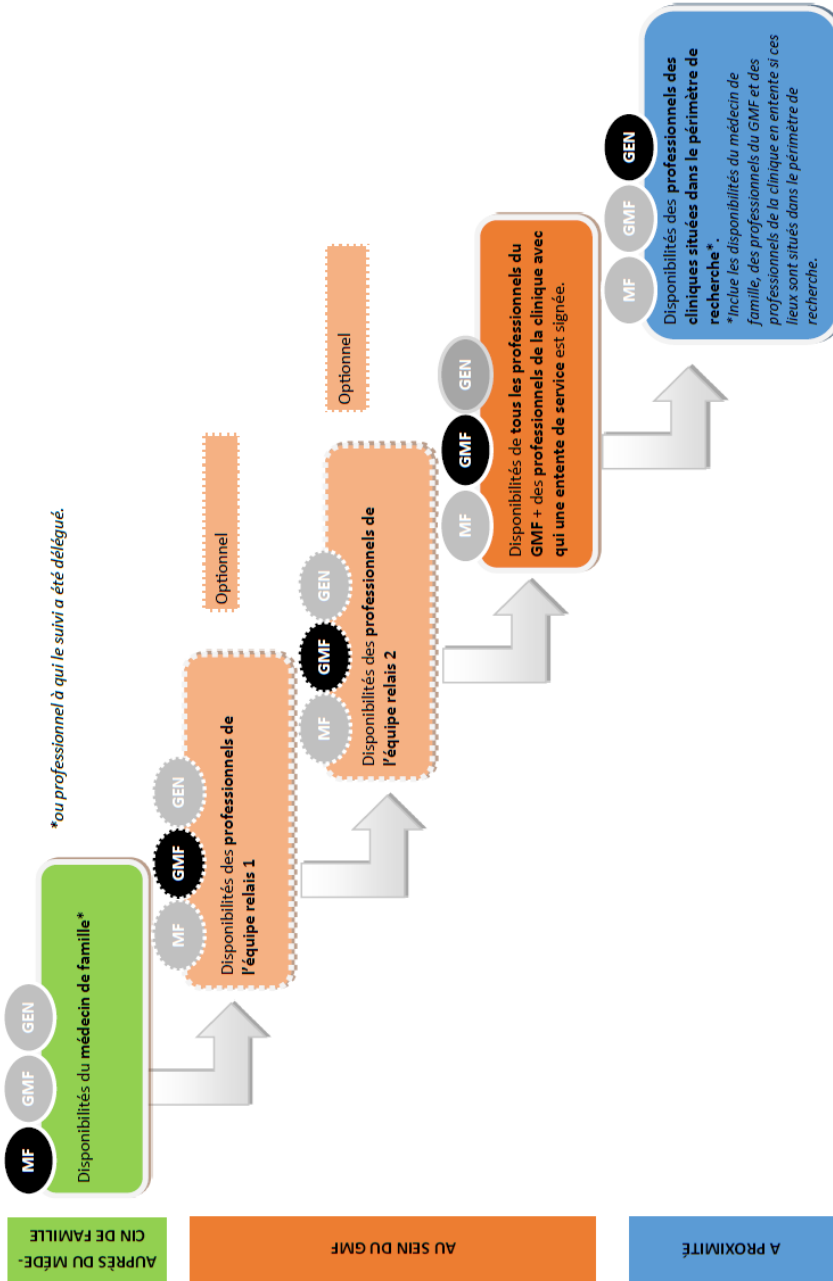 AUPRÈS DU MÉDE-
CIN DE FAMILLE
MF
GMF
GEN
Disponibilités du médecin de famille*
*ou professionnel à qui le suivi a été délégué.
AU SEIN DU GMF
MF
GMF
GEN
Disponibilités des professionnels de
l'équipe relais 1
Optionnel
MF
GMF
GEN
Disponibilités des professionnels de
l'équipe relais 2
Optionnel
MF
GMF
GEN
Disponibilités de tous les professionnels du
GMF + des professionnels de la clinique avec
qui une entente de service est signée.
A PROXIMITÉ
MF
GMF
GEN
Disponibilités des professionnels des
cliniques situées dans le périmètre de
recherche*.
*Inclue les disponibilités du médecin de
famille, des professionnels du GMF et des
professionnels de la clinique en entente si ces
lieux sont situés dans le périmètre de
recherche.